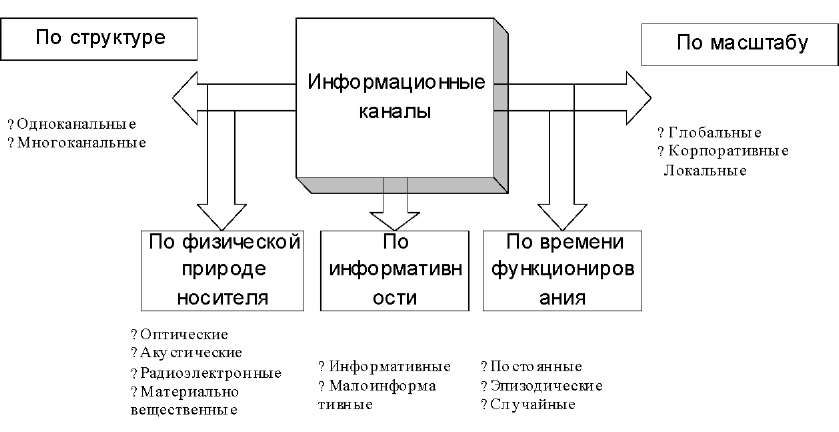 По структуре
Информационные
каналы
По масштабу
? Одноканальные
? Многоканальные
? Глобальные
? Корпоративные
Локальные
По физической
природе
носителя
По
информативн
ости
По времени
функциониров
ания
? Оптические
? Акустические
? Радиоэлектронные
? Материально
вещественные
? Информативные
? Малоинформа
тивные
? Постоянные
? Эпизодические
? Случайные